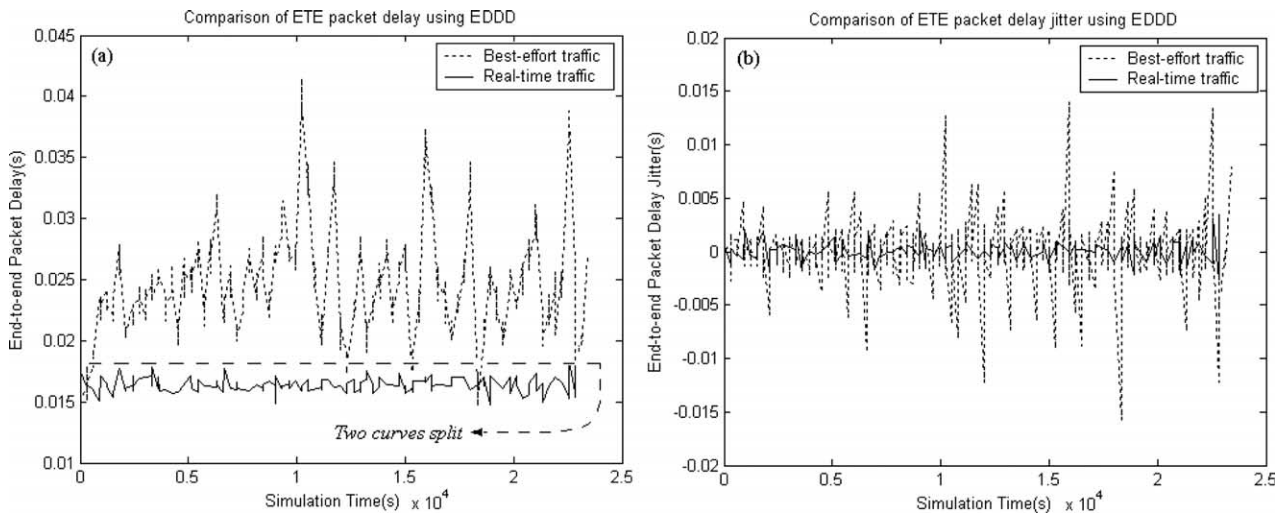 Comparison of ETE packet delay using EDDD
(a)
Best-effort traffic
Real-time traffic
End-to-end Packet Delay(s)
0.045
0.04
0.035
0.03
0.025
0.02
0.015
0.01
Two curves split
0 0.5 1 1.5 2 2.5
Simulation Time(s) × 10^4
Comparison of ETE packet delay jitter using EDDD
(b)
Best-effort traffic
Real-time traffic
End-to-end Packet Delay Jitter(s)
0.02
0.015
0.01
0.005
0
-0.005
-0.01
-0.015
-0.02
0 0.5 1 1.5 2 2.5
Simulation Time(s) × 10^4